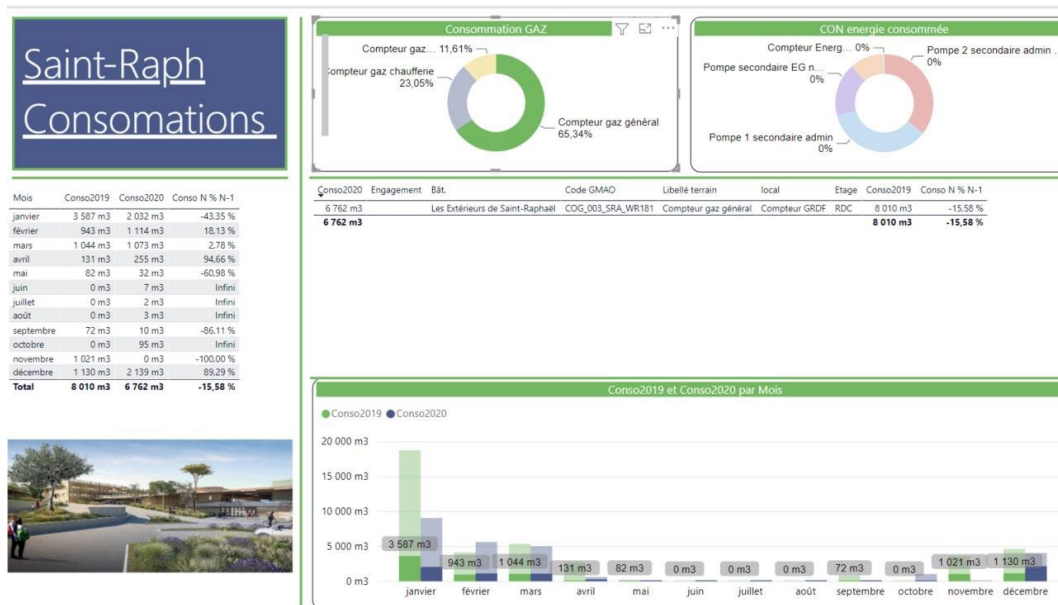 Saint-Raph
Consomations
Consommation GAZ
Compteur gaz… 11,61%
Compteur gaz chaufferie
23,05%
Compteur gaz général
65,34%
CON energie consommée
Compteur Energ… 0%
Pompe 2 secondaire admin …
0%
Pompe secondaire EG n…
0%
Pompe 1 secondaire admin
0%
Mois Conso2019 Conso2020 Conso N % N-1
janvier 3 587 m3 2 032 m3 -43,35 %
février 943 m3 1 114 m3 18,13 %
mars 1 044 m3 1 073 m3 2,78 %
avril 131 m3 255 m3 94,66 %
mai 82 m3 32 m3 -60,98 %
juin 0 m3 7 m3 Infini
juillet 0 m3 2 m3 Infini
août 0 m3 3 m3 Infini
septembre 72 m3 10 m3 -86,11 %
octobre 0 m3 95 m3 Infini
novembre 1 021 m3 0 m3 -100,00 %
décembre 1 130 m3 2 139 m3 89,29 %
Total 8 010 m3 6 762 m3 -15,58 %
Conso2020 Engagement Bât. Code GMAO Libellé terrain local Etage Conso2019 Conso N % N-1
6 762 m3 Les Extérieurs de Saint-Raphaël COG_003_SRA_WR181 Compteur gaz général Compteur GRDF RDC 8 010 m3 -15,58 %
6 762 m3 8 010 m3 -15,58 %
Conso2019 et Conso2020 par Mois
Conso2019 Conso2020
20 000 m3
15 000 m3
10 000 m3
5 000 m3
0 m3
3 587 m3 943 m3 1 044 m3 131 m3 82 m3 0 m3 0 m3 0 m3 72 m3 0 m3 1 021 m3 1 130 m3
janvier février mars avril mai juin juillet août septembre octobre novembre décembre